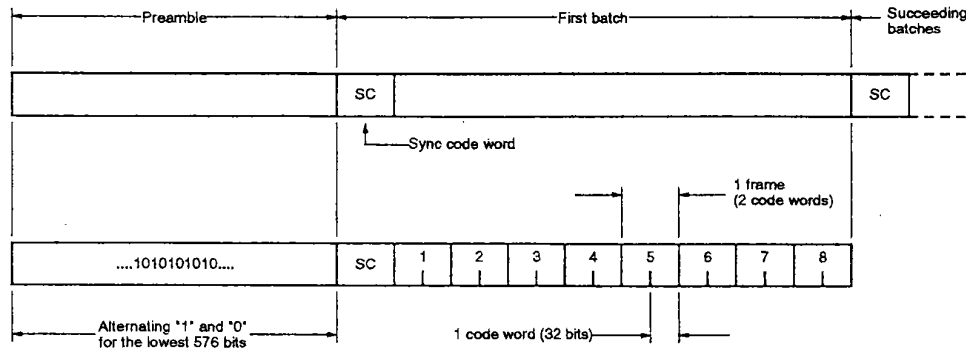 Preamble
First batch
Succeeding
batches
SC
SC
Sync code word
1 frame
(2 code words)
....1010101010....
SC
1
2
3
4
5
6
7
8
Alternating "1" and "0"
for the lowest 576 bits
1 code word (32 bits)